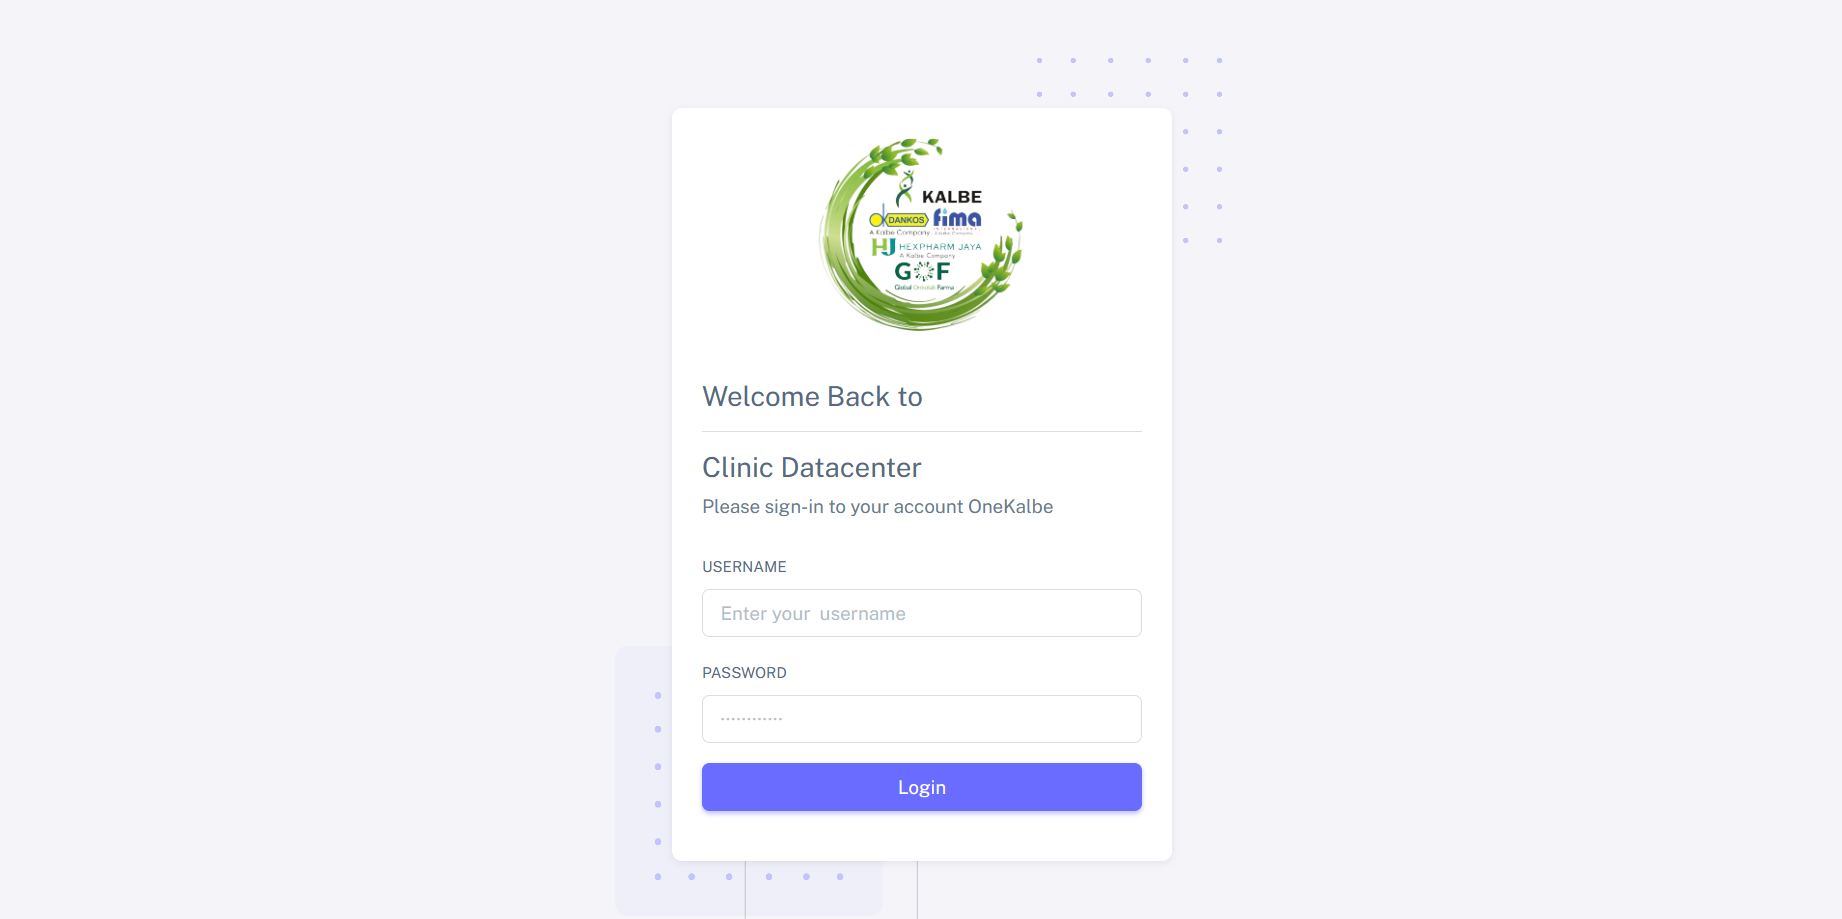 KALBE
DANKOS
fima
A Kalbe Company
HJ HEXPHARM JAYA
A Kalbe Company
GOF
Global Onkolab Farma
Welcome Back to
Clinic Datacenter
Please sign-in to your account OneKalbe
USERNAME
Enter your  username
PASSWORD
Login